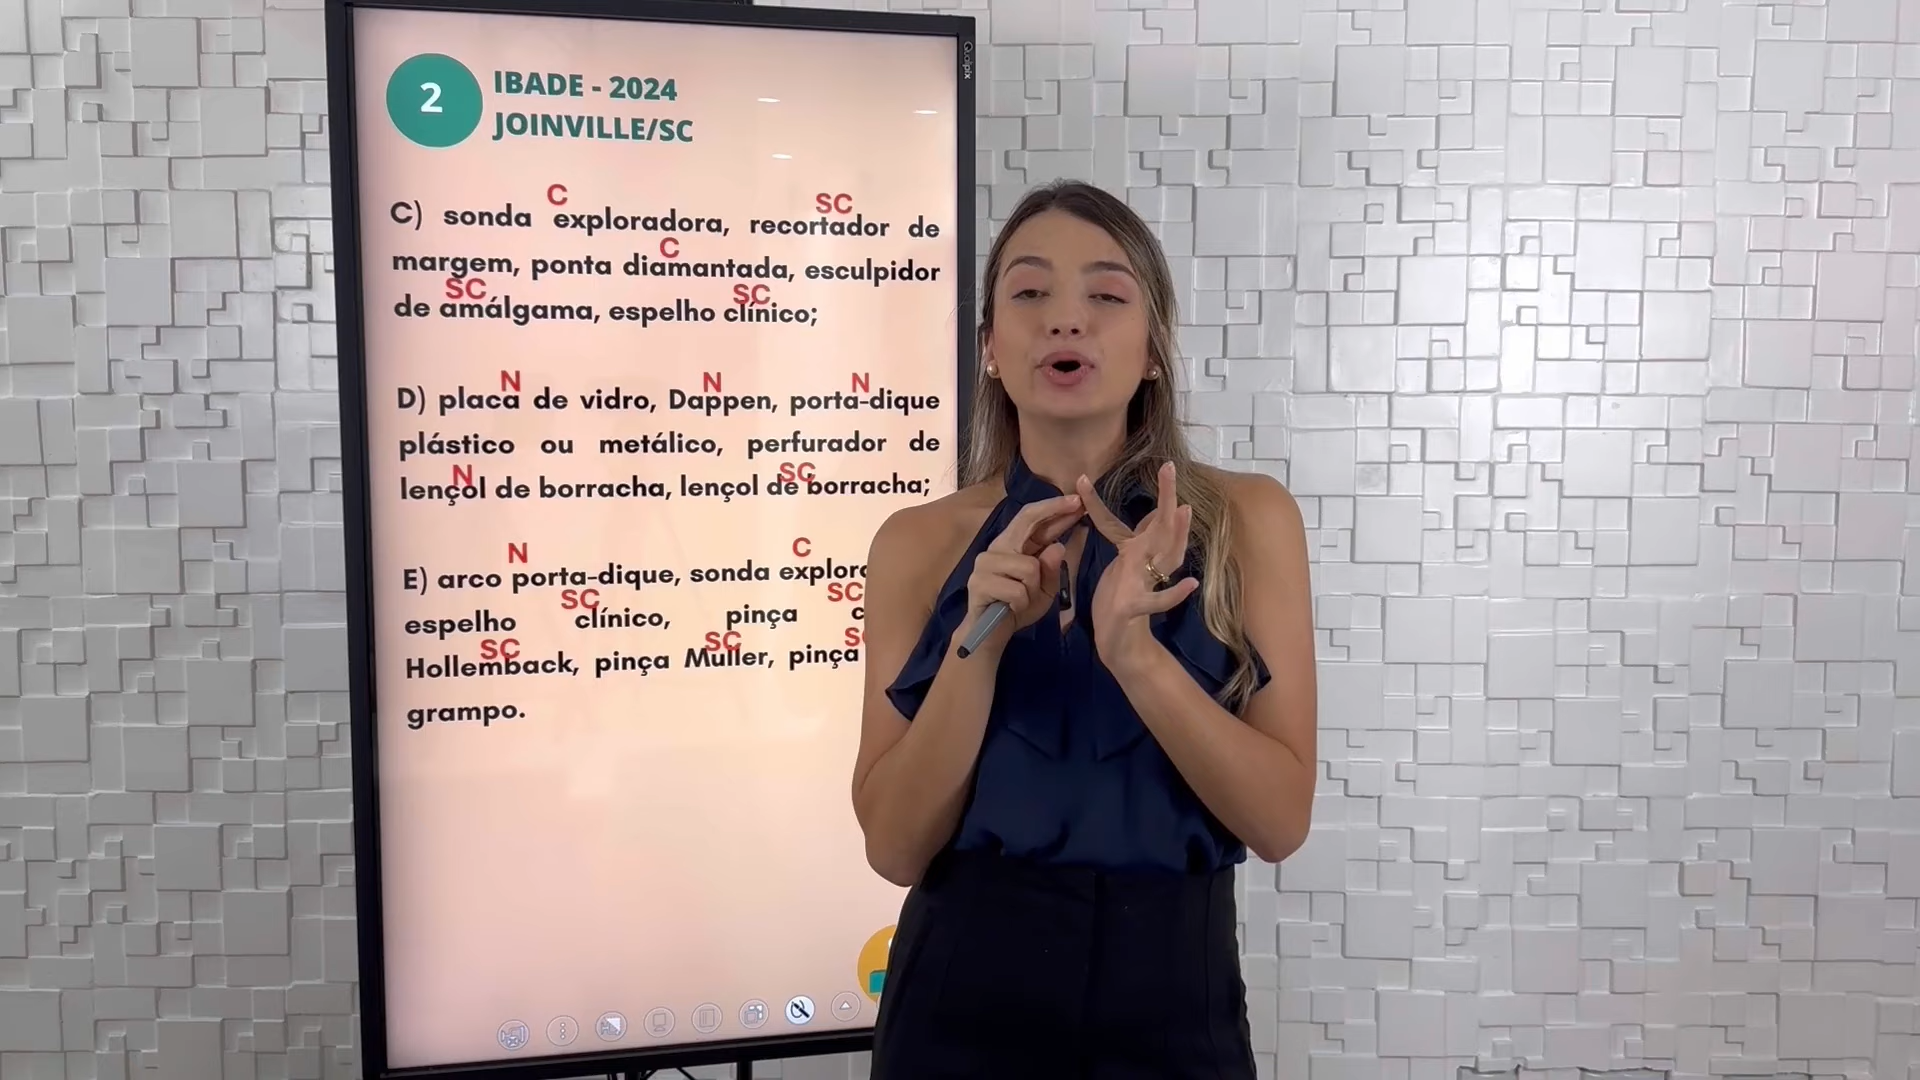 2
IBADE - 2024
JOINVILLE/SC
C SC
C) sonda exploradora, recortador de
C
margem, ponta diamantada, esculpidor
SC SC
de amálgama, espelho clínico;
N N N
D) placa de vidro, Dappen, porta-dique
plástico ou metálico, perfurador de
N SC
lençol de borracha, lençol de borracha;
N C
E) arco porta-dique, sonda
SC SC
espelho clínico, pinça
SC SC
Hollemback, pinça Muller, pinça
grampo.